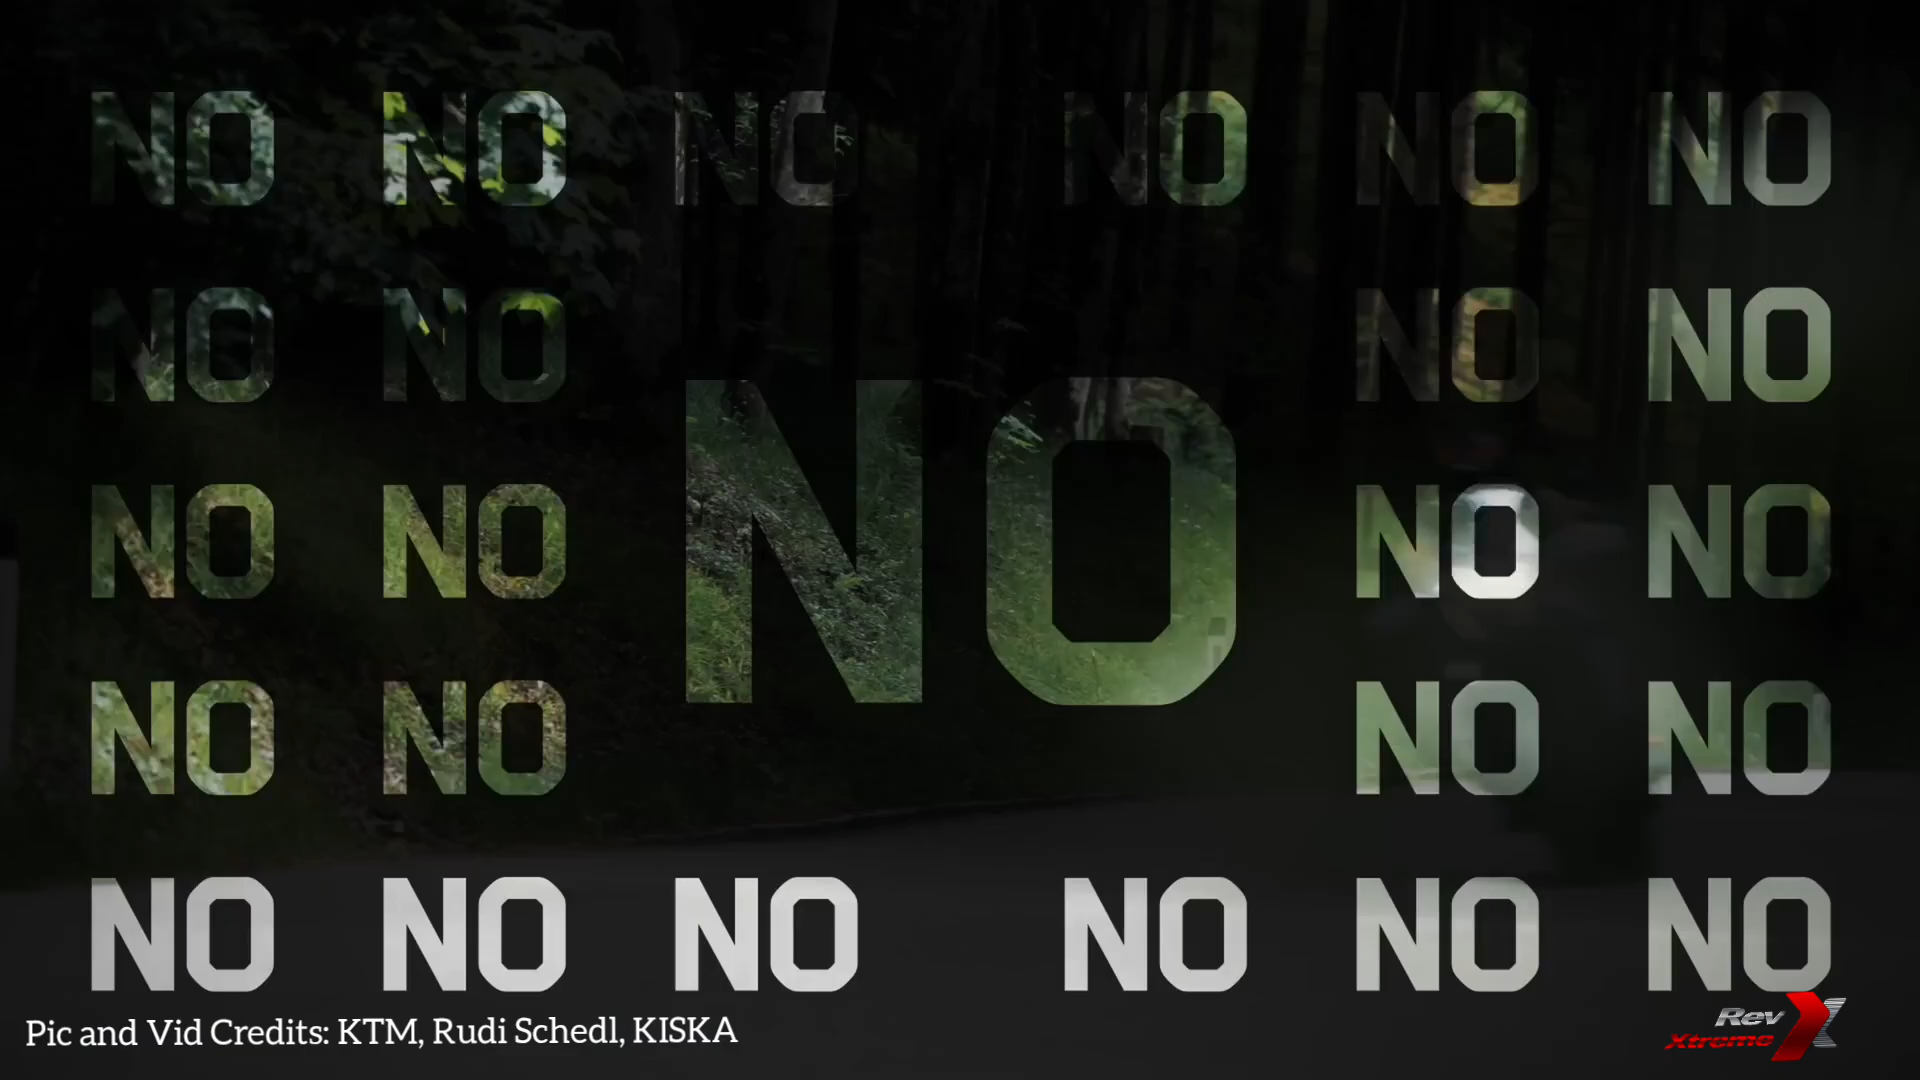 NO NO NO NO NO NO
NO NO NO NO
NO
NO NO NO NO
NO NO NO NO
NO NO NO NO NO NO
Pic and Vid Credits: KTM, Rudi Schedl, KISKA
Rev
Xtreme X